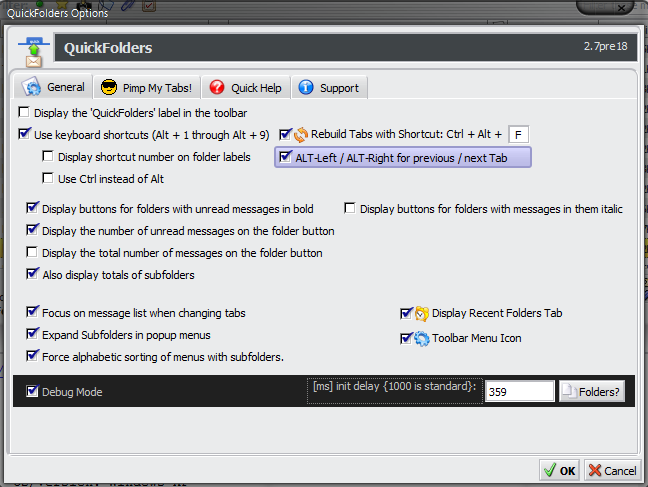 QuickFolders Options
QuickFolders 2.7pre18
General Pimp My Tabs! Quick Help Support
Display the 'QuickFolders' label in the toolbar
Use keyboard shortcuts (Alt + 1 through Alt + 9) Rebuild Tabs with Shortcut: Ctrl + Alt + F
Display shortcut number on folder labels ALT-Left / ALT-Right for previous / next Tab
Use Ctrl instead of Alt
Display buttons for folders with unread messages in bold Display buttons for folders with messages in them italic
Display the number of unread messages on the folder button
Display the total number of messages on the folder button
Also display totals of subfolders
Focus on message list when changing tabs Display Recent Folders Tab
Expand Subfolders in popup menus Toolbar Menu Icon
Force alphabetic sorting of menus with subfolders.
Debug Mode [ms] init delay {1000 is standard}: 359 Folders?
OK Cancel